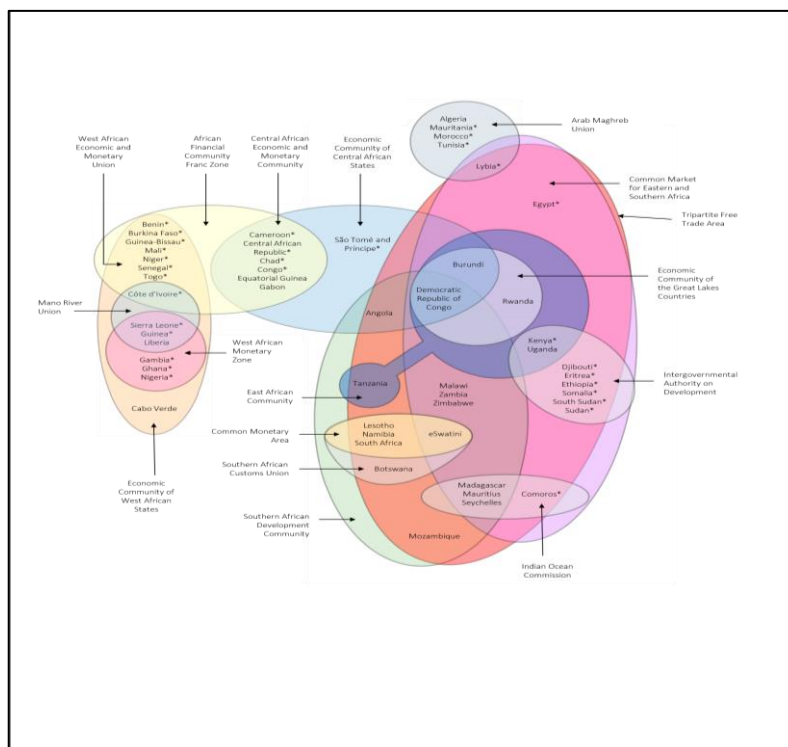 Algeria
Mauritania*
Morocco*
Tunisia*
Arab Maghreb
Union
West African
Economic and
Monetary
Union
African
Financial
Community
Franc Zone
Central African
Economic and
Monetary
Community
Economic
Community of
Central African
States
Lybia*
Common Market
for Eastern and
Southern Africa
Egypt*
Tripartite Free
Trade Area
Benin*
Burkina Faso*
Guinea-Bissau*
Mali*
Niger*
Senegal*
Togo*
Cameroon*
Central African
Republic*
Chad*
Congo*
Equatorial Guinea
Gabon
São Tomé and
Príncipe*
Burundi
Economic
Community of
the Great Lakes
Countries
Mano River
Union
Côte d'Ivoire*
Angola
Democratic
Republic of
Congo
Rwanda
Sierra Leone*
Guinea*
Liberia
West African
Monetary
Zone
Kenya*
Uganda
Gambia*
Ghana*
Nigeria*
Djibouti*
Eritrea*
Ethiopia*
Somalia*
South Sudan*
Sudan*
Intergovernmental
Authority on
Development
Tanzania
East African
Community
Malawi
Zambia
Zimbabwe
Cabo Verde
Common Monetary
Area
Lesotho
Namibia
South Africa
eSwatini
Southern African
Customs Union
Botswana
Economic
Community of
West African
States
Madagascar
Mauritius
Seychelles
Comoros*
Southern African
Development
Community
Mozambique
Indian Ocean
Commission